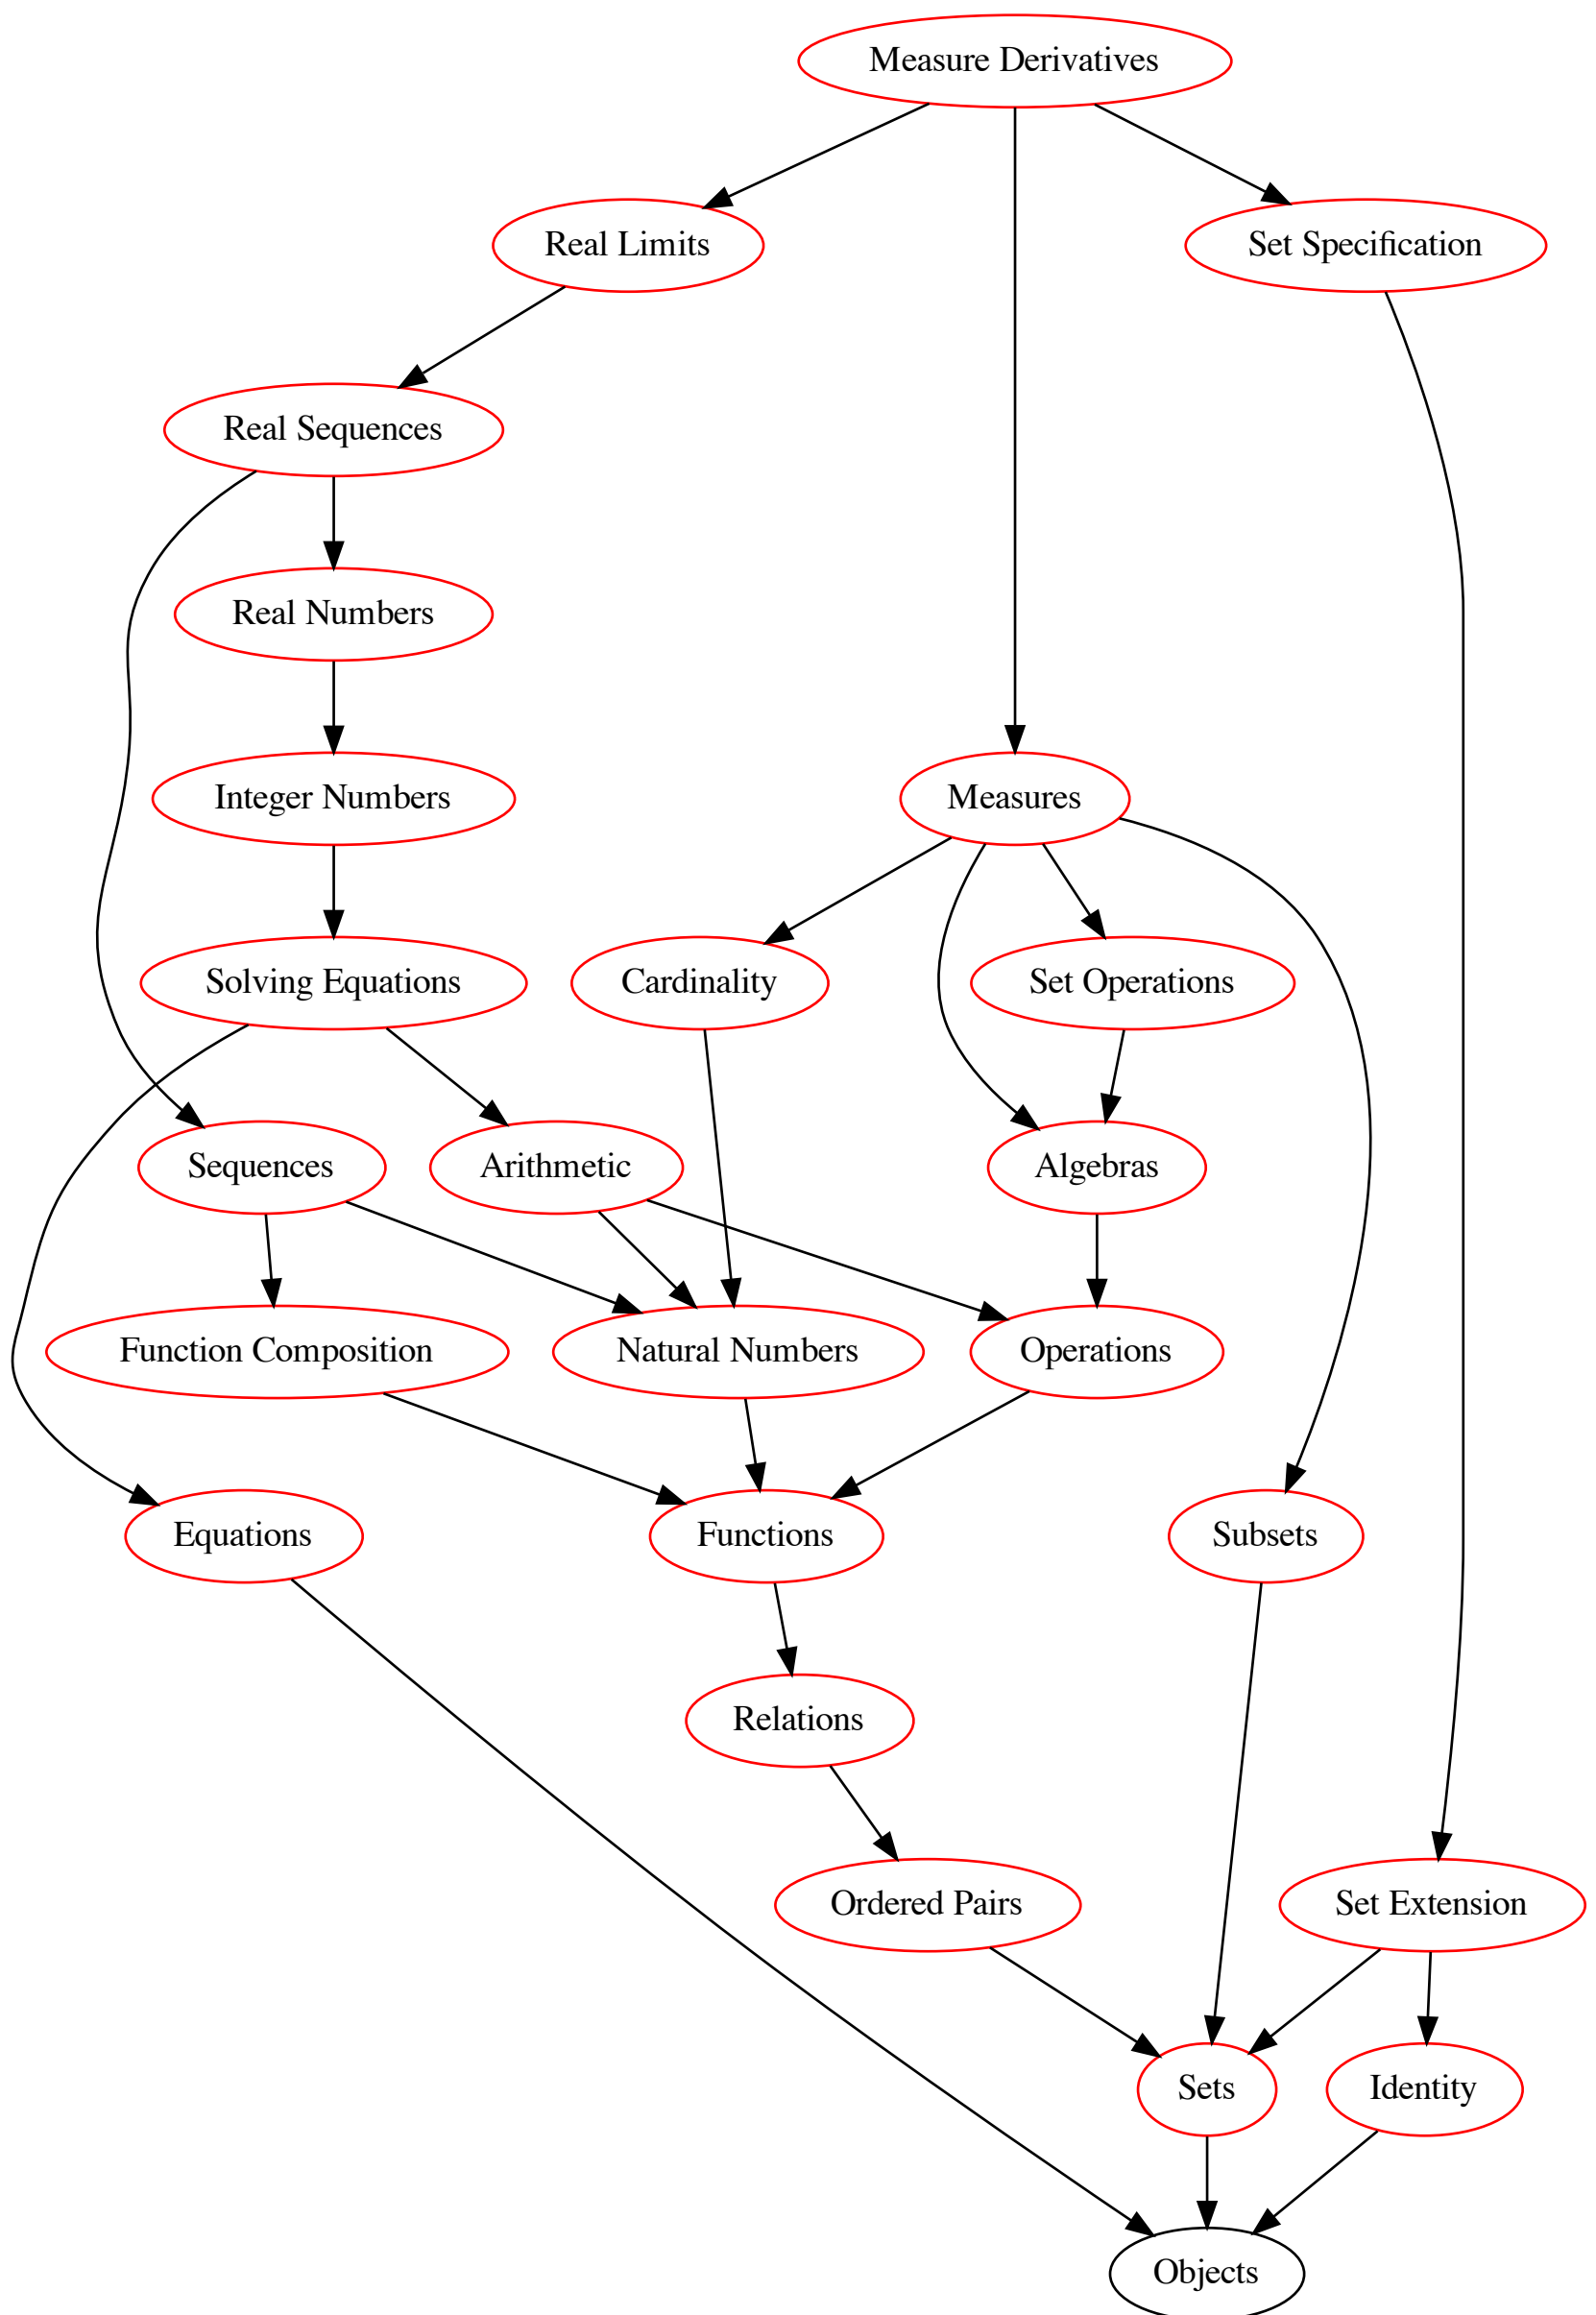 Measure Derivatives
Real Limits
Set Specification
Real Sequences
Real Numbers
Integer Numbers
Measures
Solving Equations
Cardinality
Set Operations
Sequences
Arithmetic
Algebras
Function Composition
Natural Numbers
Operations
Equations
Functions
Subsets
Relations
Ordered Pairs
Set Extension
Sets
Identity
Objects